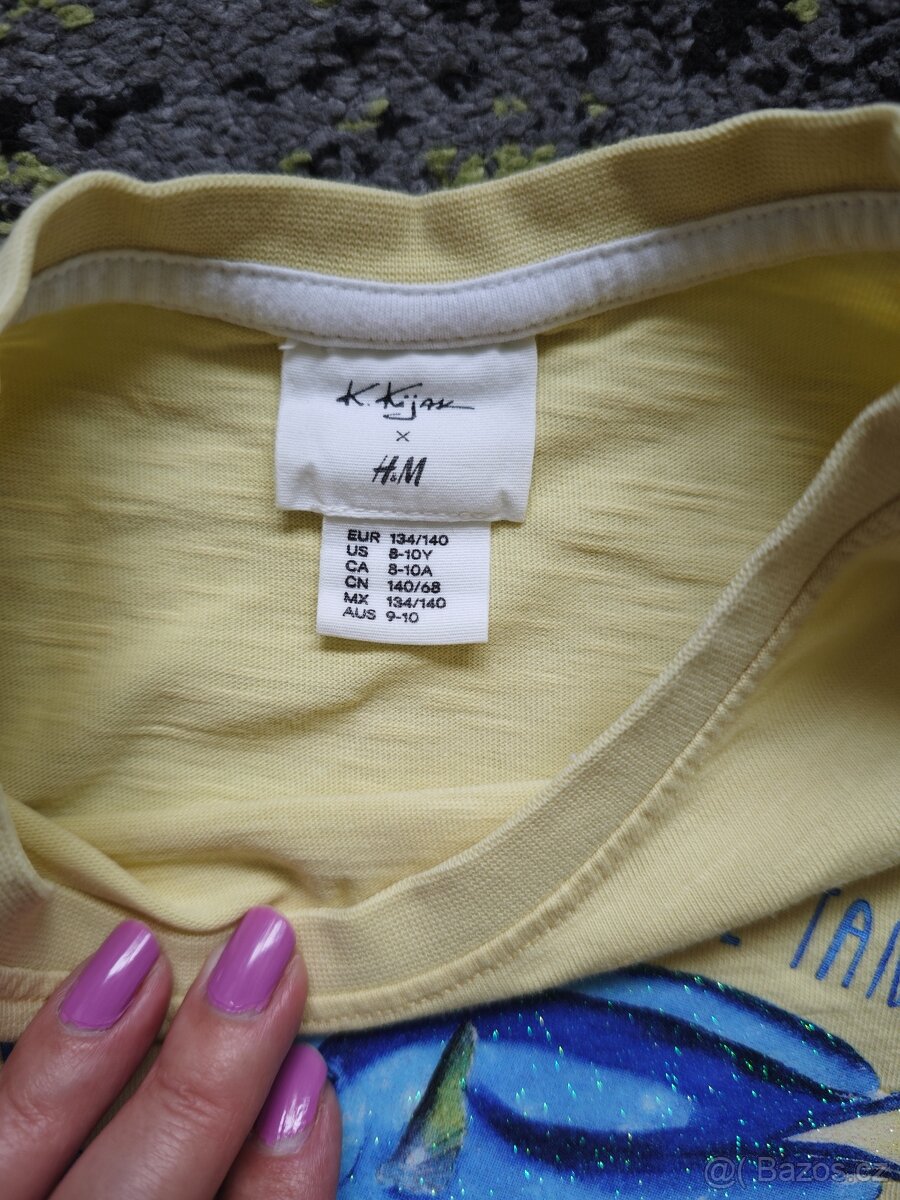 K. Kijak
×
H&M
EUR 134/140
US 8-10Y
CA 8-10A
CN 140/68
MX 134/140
AUS 9-10
@( Bazos.cz